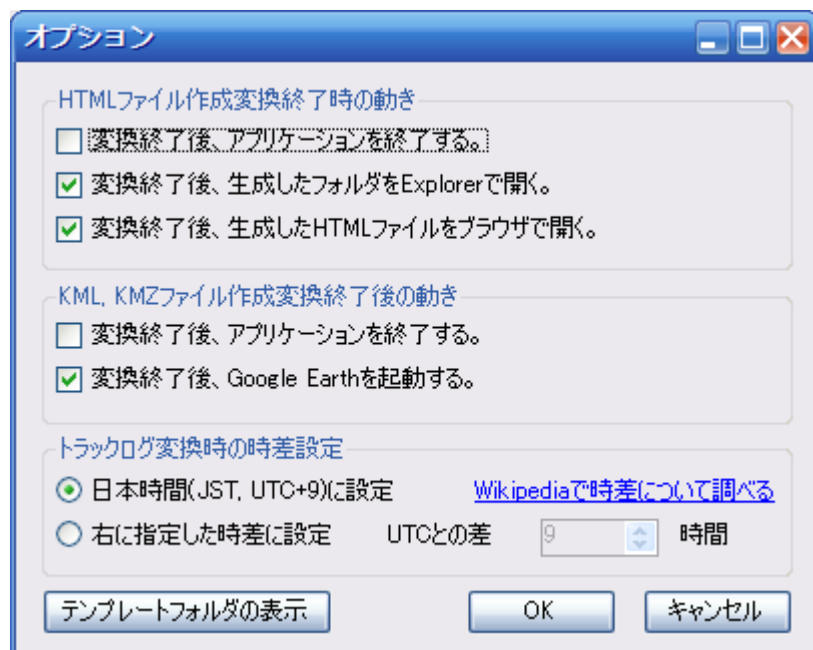 オプション
HTMLファイル作成変換終了時の動き
変換終了後、アプリケーションを終了する。
変換終了後、生成したフォルダをExplorerで開く。
変換終了後、生成したHTMLファイルをブラウザで開く。
KML, KMZファイル作成変換終了後の動き
変換終了後、アプリケーションを終了する。
変換終了後、Google Earthを起動する。
トラックログ変換時の時差設定
日本時間(JST, UTC+9)に設定 Wikipediaで時差について調べる
右に指定した時差に設定 UTCとの差 9 時間
テンプレートフォルダの表示 OK キャンセル